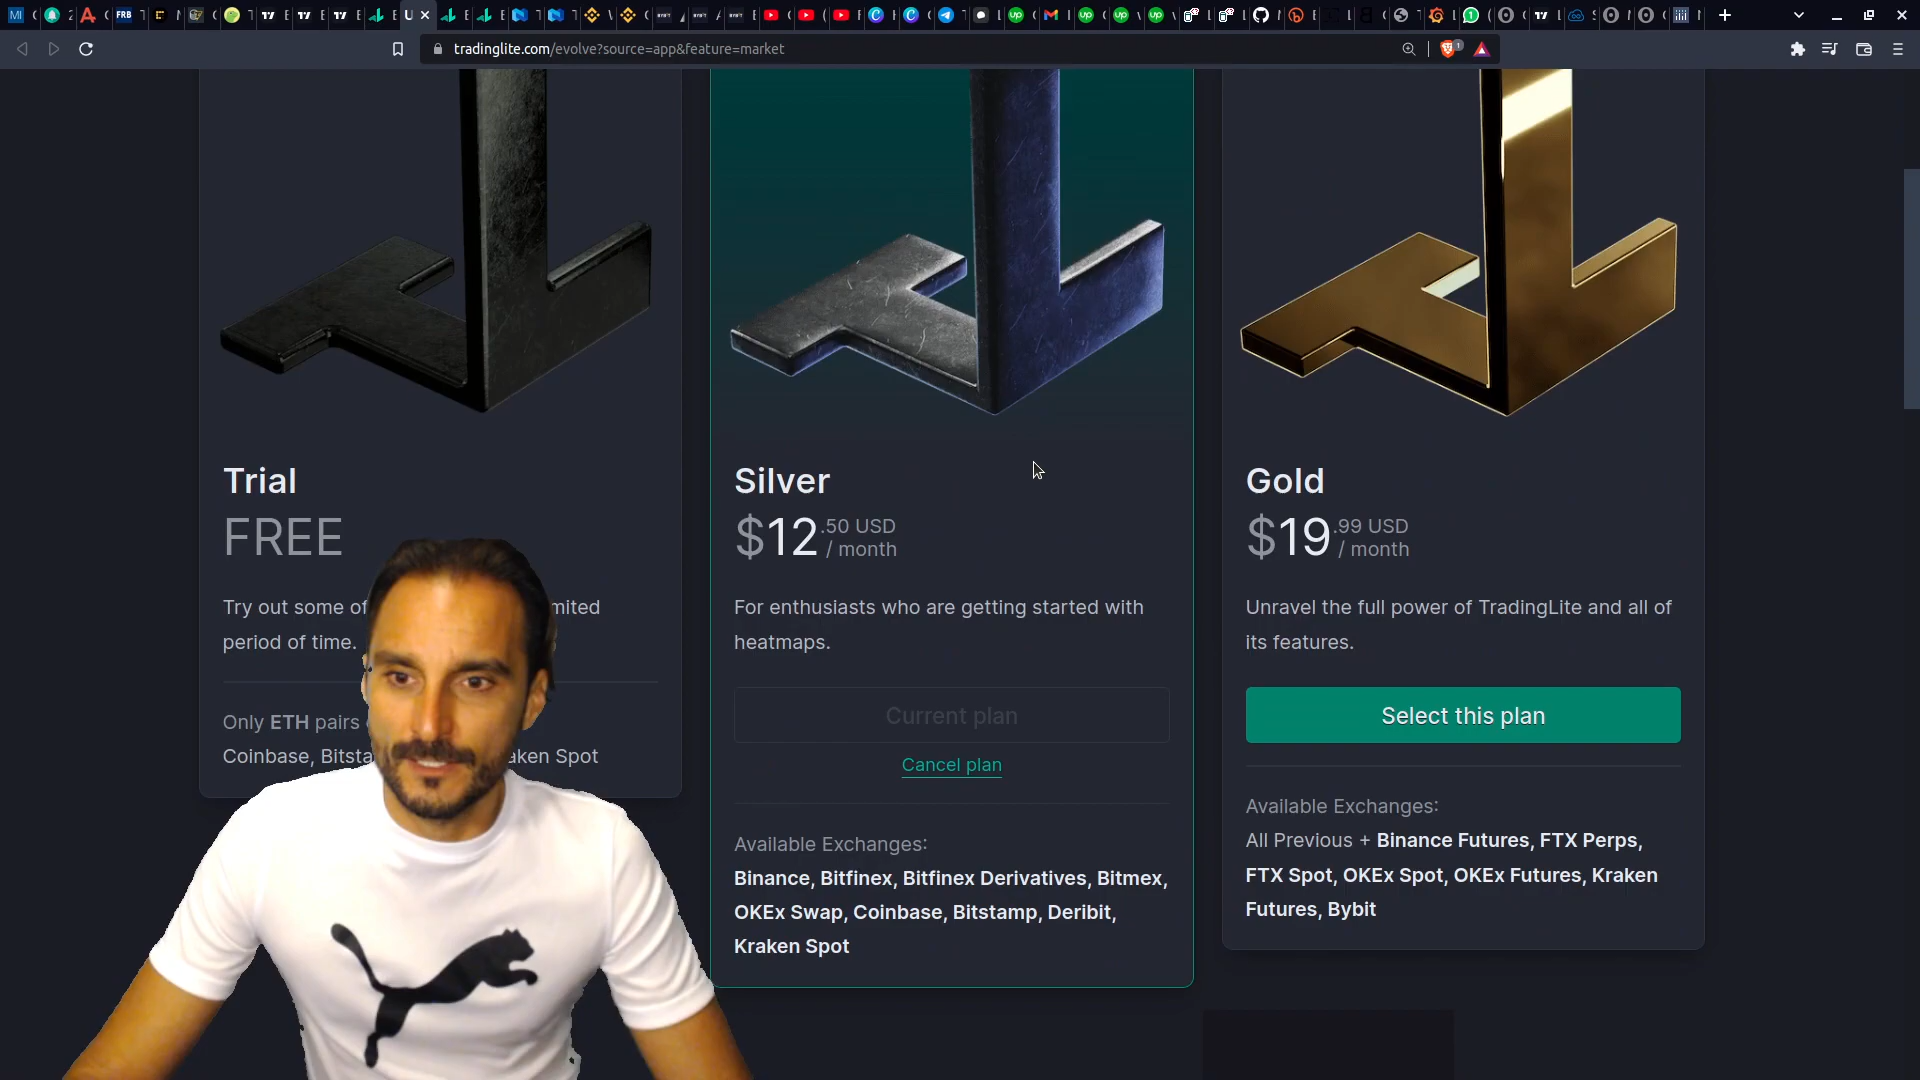 tradinglite.com/evolve?source=app&feature=market
Trial
FREE
Try out some of
mited
period of time.
Only ETH pairs
Coinbase, Bitsta
aken Spot
Silver
$12.50 USD
/ month
For enthusiasts who are getting started with
heatmaps.
Current plan
Cancel plan
Available Exchanges:
Binance, Bitfinex, Bitfinex Derivatives, Bitmex,
OKEx Swap, Coinbase, Bitstamp, Deribit,
Kraken Spot
Gold
$19.99 USD
/ month
Unravel the full power of TradingLite and all of
its features.
Select this plan
Available Exchanges:
All Previous + Binance Futures, FTX Perps,
FTX Spot, OKEx Spot, OKEx Futures, Kraken
Futures, Bybit